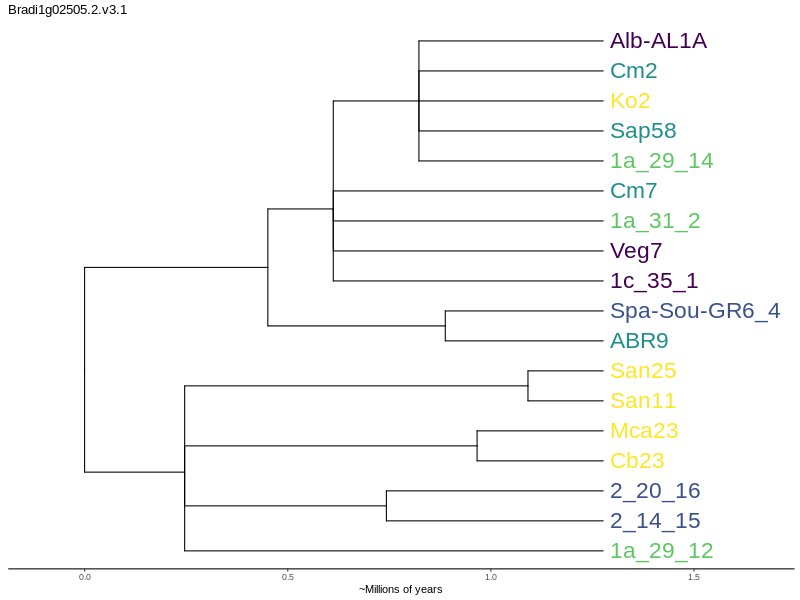 Bradi1g02505.2.v3.1
Alb-AL1A
Cm2
Ko2
Sap58
1a_29_14
Cm7
1a_31_2
Veg7
1c_35_1
Spa-Sou-GR6_4
ABR9
San25
San11
Mca23
Cb23
2_20_16
2_14_15
1a_29_12
0.0 0.5 1.0 1.5
~Millions of years